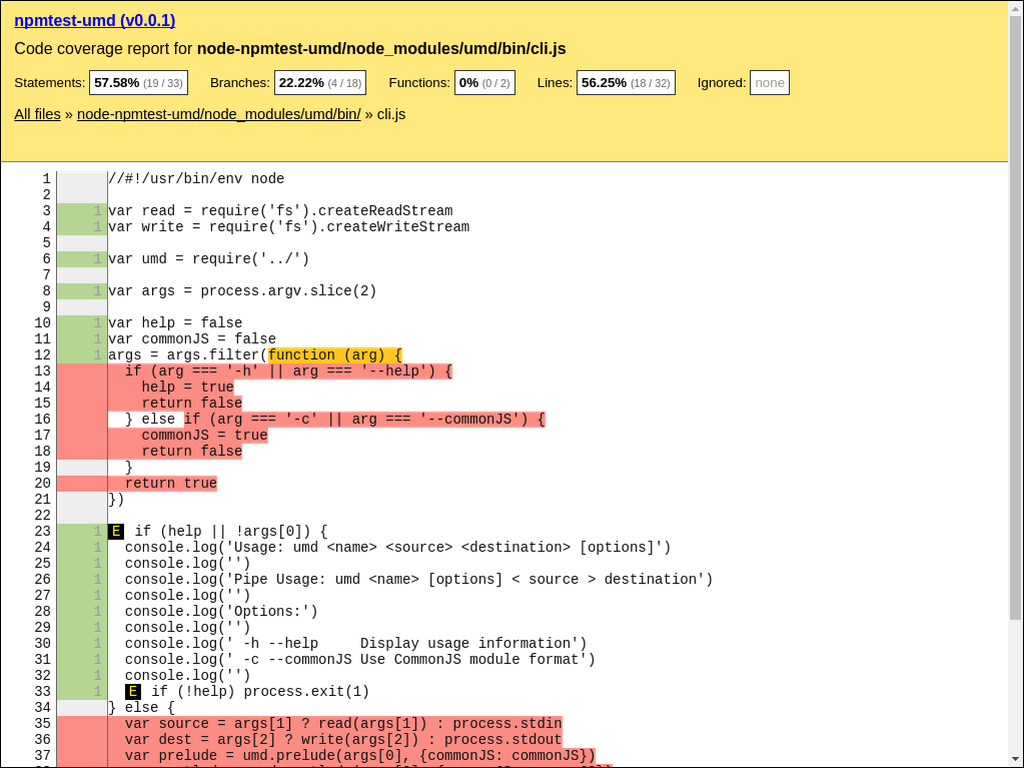 npmtest-umd (v0.0.1)
Code coverage report for node-npmtest-umd/node_modules/umd/bin/cli.js
Statements: 57.58% (19 / 33) Branches: 22.22% (4 / 18) Functions: 0% (0 / 2) Lines: 56.25% (18 / 32) Ignored: none
All files » node-npmtest-umd/node_modules/umd/bin/ » cli.js
1 //#!/usr/bin/env node
2
3 1 var read = require('fs').createReadStream
4 1 var write = require('fs').createWriteStream
5
6 1 var umd = require('../')
7
8 1 var args = process.argv.slice(2)
9
10 1 var help = false
11 1 var commonJS = false
12 1 args = args.filter(function (arg) {
13 if (arg === '-h' || arg === '--help') {
14 help = true
15 return false
16 } else if (arg === '-c' || arg === '--commonJS') {
17 commonJS = true
18 return false
19 }
20 return true
21 })
22
23 1 E if (help || !args[0]) {
24 1 console.log('Usage: umd <name> <source> <destination> [options]')
25 1 console.log('')
26 1 console.log('Pipe Usage: umd <name> [options] < source > destination')
27 1 console.log('')
28 1 console.log('Options:')
29 1 console.log('')
30 1 console.log(' -h --help     Display usage information')
31 1 console.log(' -c --commonJS Use CommonJS module format')
32 1 console.log('')
33 1 E if (!help) process.exit(1)
34 } else {
35 var source = args[1] ? read(args[1]) : process.stdin
36 var dest = args[2] ? write(args[2]) : process.stdout
37 var prelude = umd.prelude(args[0], {commonJS: commonJS})